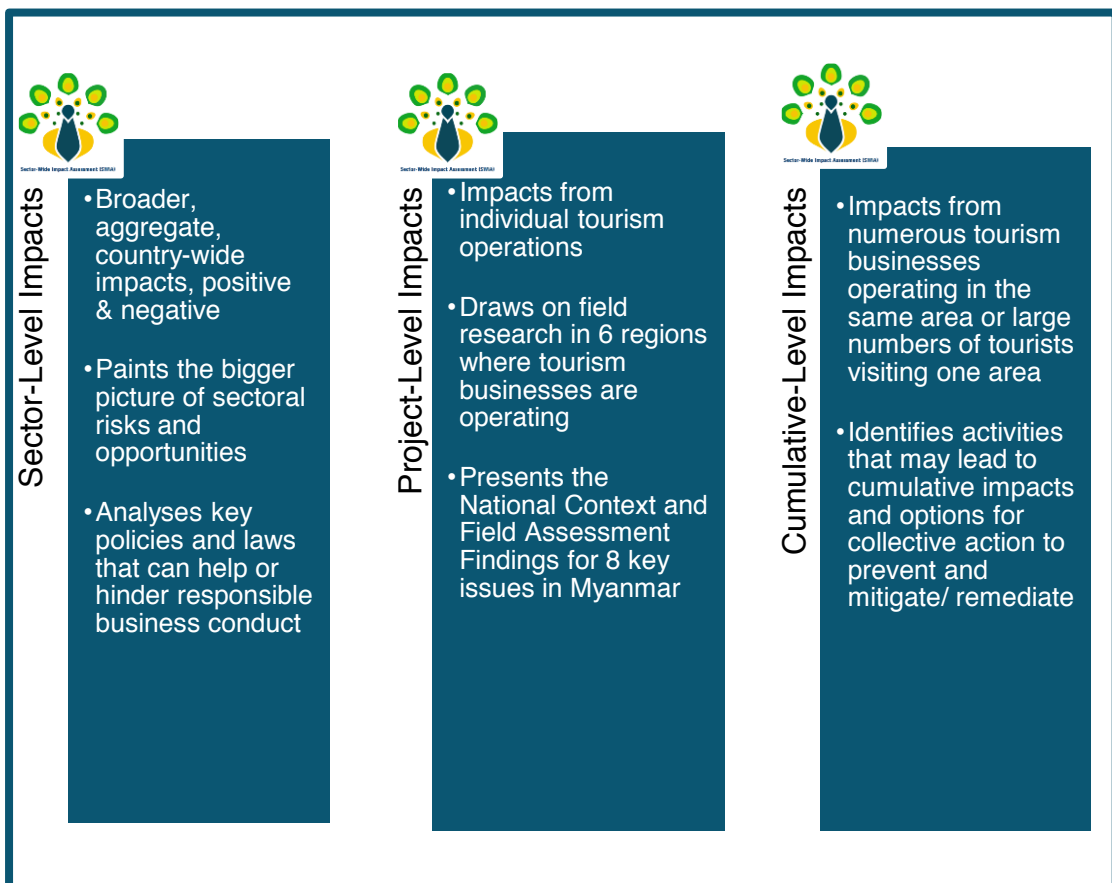 Sector-Wide Impact Assessment (SWIA)
Sector-Level Impacts
•Broader,
aggregate,
country-wide
impacts, positive
& negative
•Paints the bigger
picture of sectoral
risks and
opportunities
•Analyses key
policies and laws
that can help or
hinder responsible
business conduct
Sector-Wide Impact Assessment (SWIA)
Project-Level Impacts
•Impacts from
individual tourism
operations
•Draws on field
research in 6 regions
where tourism
businesses are
operating
•Presents the
National Context and
Field Assessment
Findings for 8 key
issues in Myanmar
Sector-Wide Impact Assessment (SWIA)
Cumulative-Level Impacts
•Impacts from
numerous tourism
businesses
operating in the
same area or large
numbers of tourists
visiting one area
•Identifies activities
that may lead to
cumulative impacts
and options for
collective action to
prevent and
mitigate/ remediate